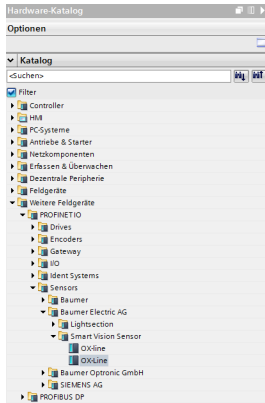 Hardware-Katalog
Optionen
Katalog
<Suchen>
Filter
Controller
HMI
PC-Systeme
Antriebe & Starter
Netzkomponenten
Erfassen & Überwachen
Dezentrale Peripherie
Feldgeräte
Weitere Feldgeräte
PROFINET IO
Drives
Encoders
Gateway
I/O
Ident Systems
Sensors
Baumer
Baumer Electric AG
Lightsection
Smart Vision Sensor
OX-line
OX-Line
Baumer Optronic GmbH
SIEMENS AG
PROFIBUS DP